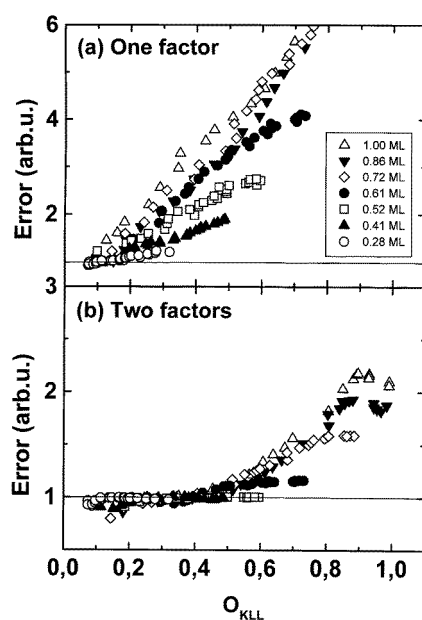 6
(a) One factor
4
2
Error (arb.u.)
△ 1.00 ML
▼ 0.86 ML
◇ 0.72 ML
● 0.61 ML
□ 0.52 ML
▲ 0.41 ML
○ 0.28 ML
3
(b) Two factors
2
1
0
Error (arb.u.)
0,0 0,2 0,4 0,6 0,8 1,0
O_KLL